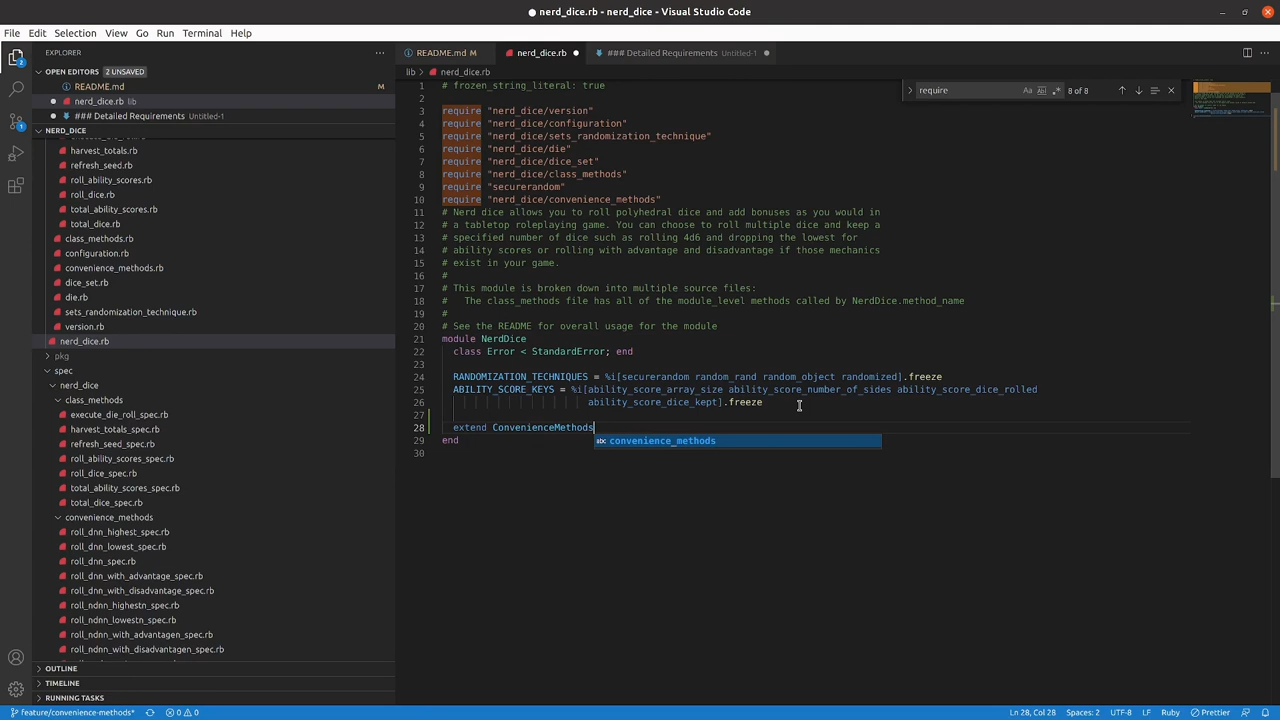 ● nerd_dice.rb - nerd_dice - Visual Studio Code
File Edit Selection View Go Run Terminal Help
EXPLORER
OPEN EDITORS 2 UNSAVED
README.md M
nerd_dice.rb lib
### Detailed Requirements Untitled-1
NERD_DICE
harvest_totals.rb
refresh_seed.rb
roll_ability_scores.rb
roll_dice.rb
total_ability_scores.rb
total_dice.rb
class_methods.rb
configuration.rb
convenience_methods.rb
dice_set.rb
die.rb
sets_randomization_technique.rb
version.rb
nerd_dice.rb
pkg
spec
nerd_dice
class_methods
execute_die_roll_spec.rb
harvest_totals_spec.rb
refresh_seed_spec.rb
roll_ability_scores_spec.rb
roll_dice_spec.rb
total_ability_scores_spec.rb
total_dice_spec.rb
convenience_methods
roll_dnn_highest_spec.rb
roll_dnn_lowest_spec.rb
roll_dnn_spec.rb
roll_dnn_with_advantage_spec.rb
roll_dnn_with_disadvantage_spec.rb
roll_ndnn_highestn_spec.rb
roll_ndnn_lowestn_spec.rb
roll_ndnn_with_advantagen_spec.rb
roll_ndnn_with_disadvantagen_spec.rb
OUTLINE
TIMELINE
RUNNING TASKS
README.md M
nerd_dice.rb
### Detailed Requirements Untitled-1
lib > nerd_dice.rb
require Aa ab 8 of 8
1 # frozen_string_literal: true
2
3 require "nerd_dice/version"
4 require "nerd_dice/configuration"
5 require "nerd_dice/sets_randomization_technique"
6 require "nerd_dice/die"
7 require "nerd_dice/dice_set"
8 require "nerd_dice/class_methods"
9 require "securerandom"
10 require "nerd_dice/convenience_methods"
11 # Nerd dice allows you to roll polyhedral dice and add bonuses as you would in
12 # a tabletop roleplaying game. You can choose to roll multiple dice and keep a
13 # specified number of dice such as rolling 4d6 and dropping the lowest for
14 # ability scores or rolling with advantage and disadvantage if those mechanics
15 # exist in your game.
16 #
17 # This module is broken down into multiple source files:
18 #   The class_methods file has all of the module_level methods called by NerdDice.method_name
19 #
20 # See the README for overall usage for the module
21 module NerdDice
22 class Error < StandardError; end
23
24 RANDOMIZATION_TECHNIQUES = %i[securerandom random_rand random_object randomized].freeze
25 ABILITY_SCORE_KEYS = %i[ability_score_array_size ability_score_number_of_sides ability_score_dice_rolled
26 ability_score_dice_kept].freeze
27
28 extend ConvenienceMethods
abc convenience_methods
29 end
30
feature/convenience-methods* 0 0 Ln 28, Col 28 Spaces: 2 UTF-8 LF Ruby Prettier